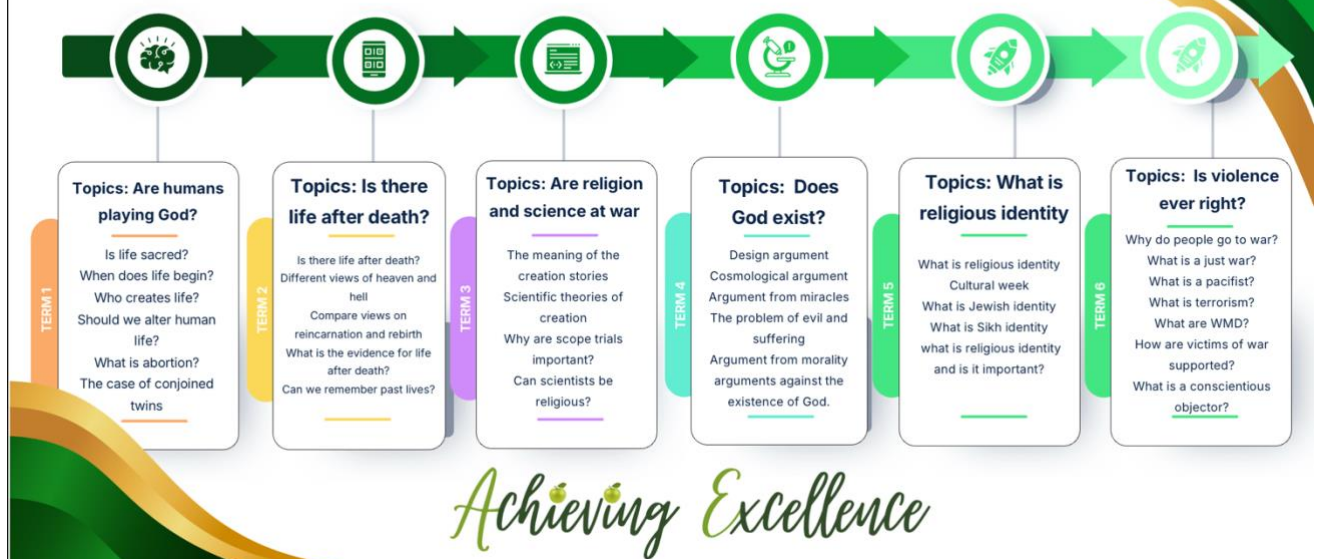 Topics: Are humans
playing God?
Is life sacred?
When does life begin?
Who creates life?
Should we alter human
life?
What is abortion?
The case of conjoined
twins
TERM 1
Topics: Is there
life after death?
Is there life after death?
Different views of heaven and
hell
Compare views on
reincarnation and rebirth
What is the evidence for life
after death?
Can we remember past lives?
TERM 2
Topics: Are religion
and science at war
The meaning of the
creation stories
Scientific theories of
creation
Why are scope trials
important?
Can scientists be
religious?
TERM 3
Topics: Does
God exist?
Design argument
Cosmological argument
Argument from miracles
The problem of evil and
suffering
Argument from morality
arguments against the
existence of God.
TERM 4
Topics: What is
religious identity
What is religious identity
Cultural week
What is Jewish identity
What is Sikh identity
what is religious identity
and is it important?
TERM 5
Topics: Is violence
ever right?
Why do people go to war?
What is a just war?
What is a pacifist?
What is terrorism?
What are WMD?
How are victims of war
supported?
What is a conscientious
objector?
TERM 6
Achieving Excellence